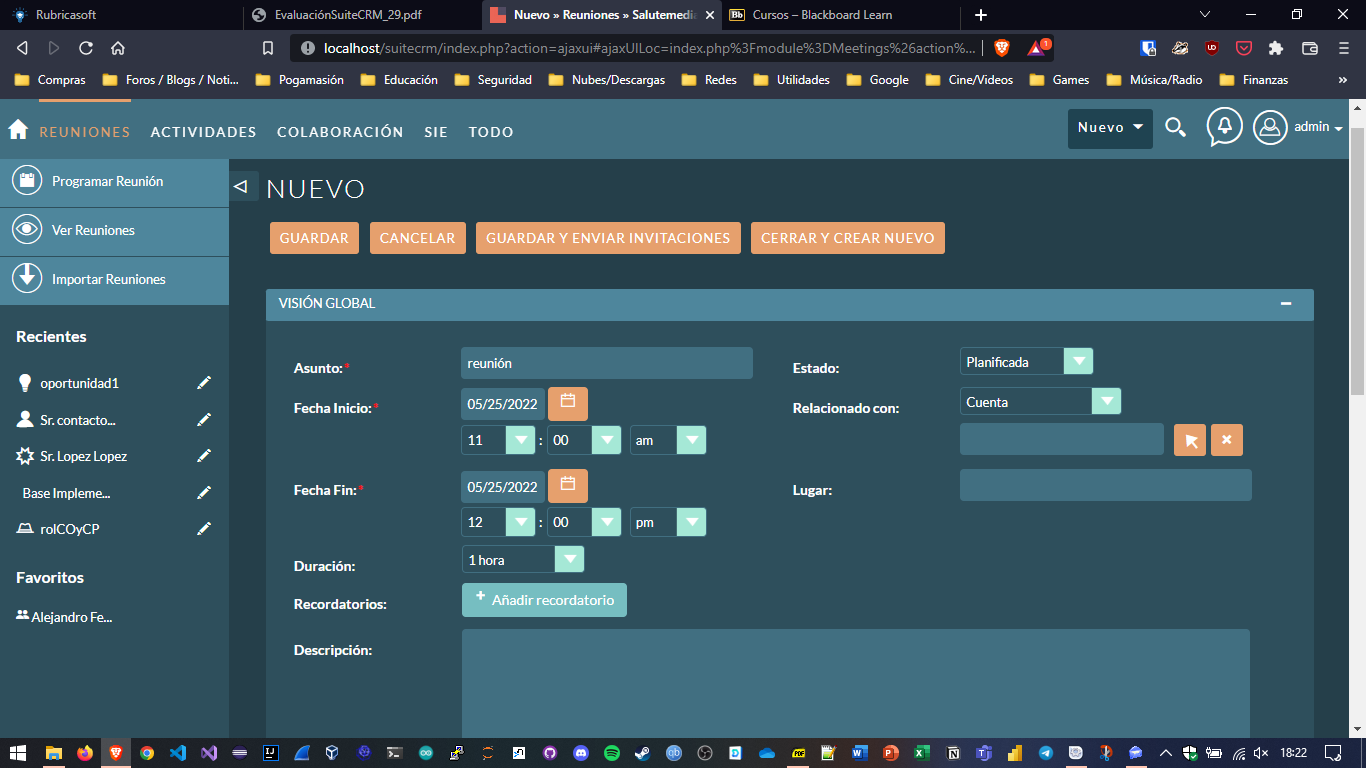 Rubricasoft
EvaluaciónSuiteCRM_29.pdf
Nuevo » Reuniones » Salutemedia
Bb
Cursos – Blackboard Learn
localhost/suitecrm/index.php?action=ajaxui#ajaxUILoc=index.php%3Fmodule%3DMeetings%26action%...
1
Compras
Foros / Blogs / Noti...
Pogamasión
Educación
Seguridad
Nubes/Descargas
Redes
Utilidades
Google
Cine/Videos
Games
Música/Radio
Finanzas
»
REUNIONES
ACTIVIDADES
COLABORACIÓN
SIE
TODO
Nuevo
admin
Programar Reunión
Ver Reuniones
Importar Reuniones
Recientes
oportunidad1
Sr. contacto...
Sr. Lopez Lopez
Base Impleme...
rolCOyCP
Favoritos
Alejandro Fe...
NUEVO
GUARDAR
CANCELAR
GUARDAR Y ENVIAR INVITACIONES
CERRAR Y CREAR NUEVO
VISIÓN GLOBAL
Asunto:*
reunión
Estado:
Planificada
Fecha Inicio:*
05/25/2022
11 : 00 am
Relacionado con:
Cuenta
Fecha Fin:*
05/25/2022
12 : 00 pm
Lugar:
Duración:
1 hora
Recordatorios:
+ Añadir recordatorio
Descripción:
18:22